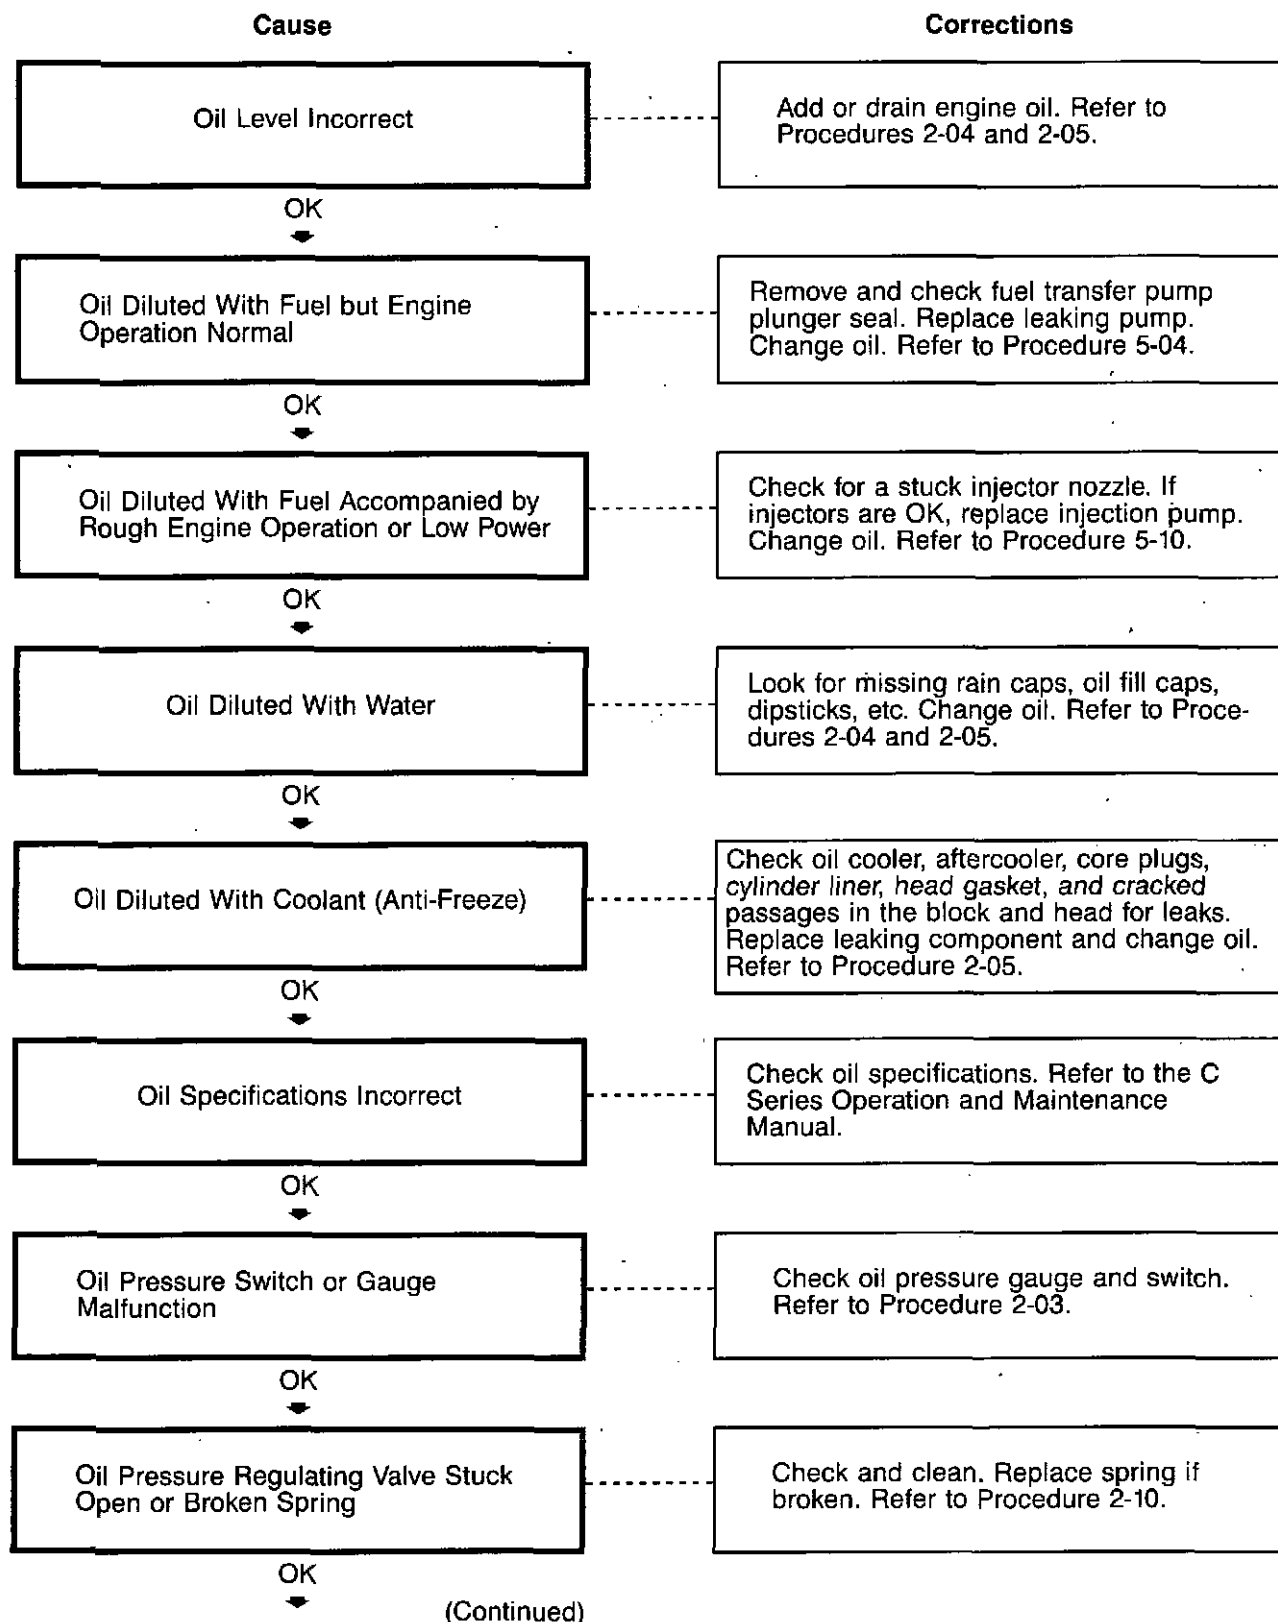 Cause
Corrections
Oil Level Incorrect
Add or drain engine oil. Refer to
Procedures 2-04 and 2-05.
OK
Oil Diluted With Fuel but Engine
Operation Normal
Remove and check fuel transfer pump
plunger seal. Replace leaking pump.
Change oil. Refer to Procedure 5-04.
OK
Oil Diluted With Fuel Accompanied by
Rough Engine Operation or Low Power
Check for a stuck injector nozzle. If
injectors are OK, replace injection pump.
Change oil. Refer to Procedure 5-10.
OK
Oil Diluted With Water
Look for missing rain caps, oil fill caps,
dipsticks, etc. Change oil. Refer to Proce-
dures 2-04 and 2-05.
OK
Oil Diluted With Coolant (Anti-Freeze)
Check oil cooler, aftercooler, core plugs,
cylinder liner, head gasket, and cracked
passages in the block and head for leaks.
Replace leaking component and change oil.
Refer to Procedure 2-05.
OK
Oil Specifications Incorrect
Check oil specifications. Refer to the C
Series Operation and Maintenance
Manual.
OK
Oil Pressure Switch or Gauge
Malfunction
Check oil pressure gauge and switch.
Refer to Procedure 2-03.
OK
Oil Pressure Regulating Valve Stuck
Open or Broken Spring
Check and clean. Replace spring if
broken. Refer to Procedure 2-10.
OK
(Continued)